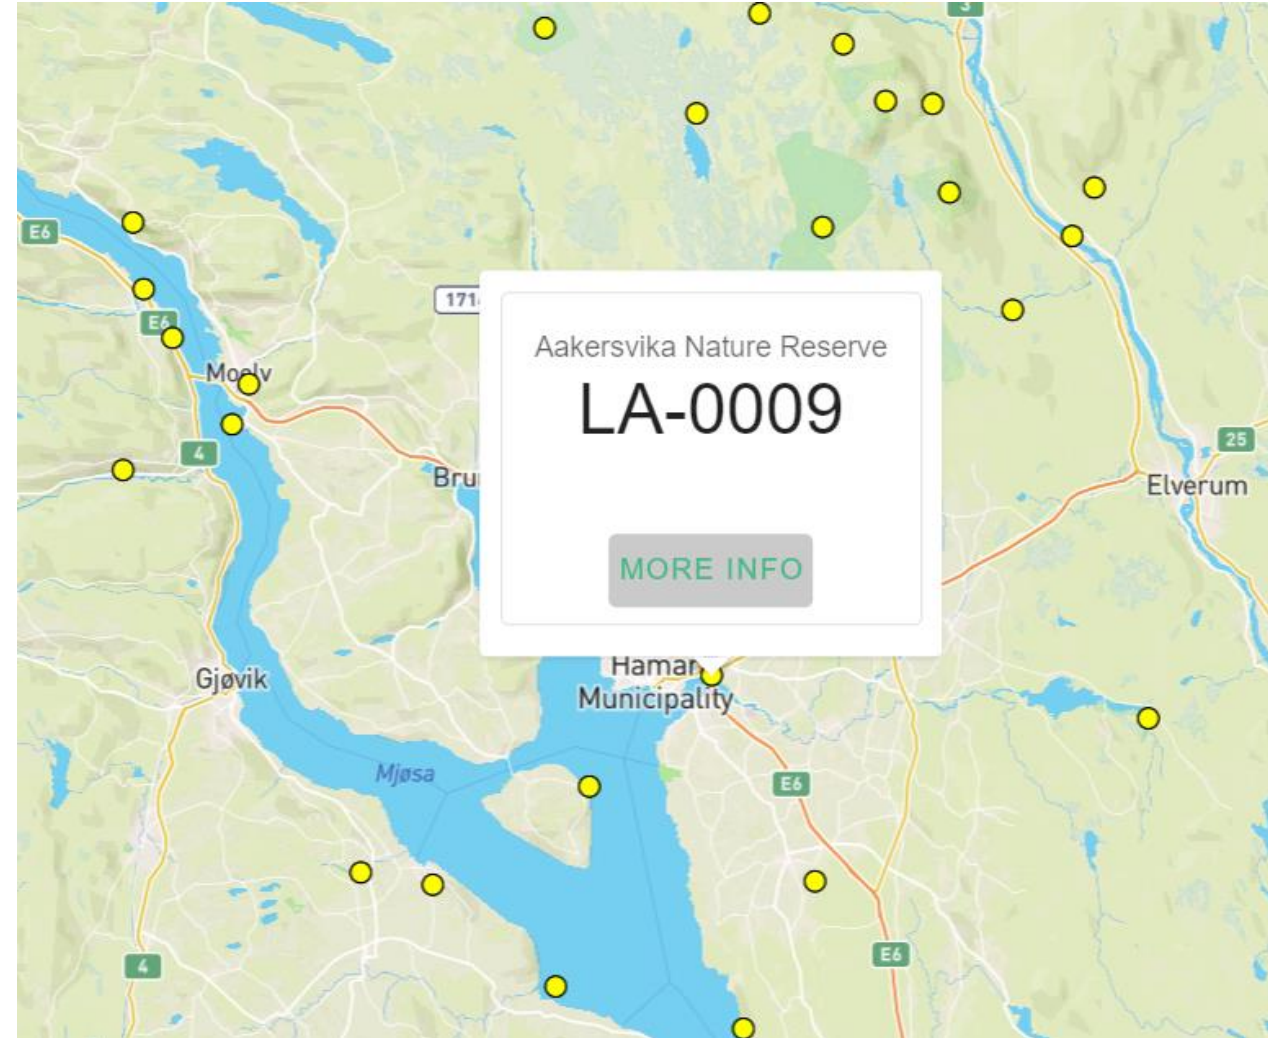 3
E6
171
E6
Moelv
Aakersvika Nature Reserve
LA-0009
MORE INFO
4
25
Bru
Elverum
Gjøvik
Hamar
Municipality
Mjøsa
E6
E6
4